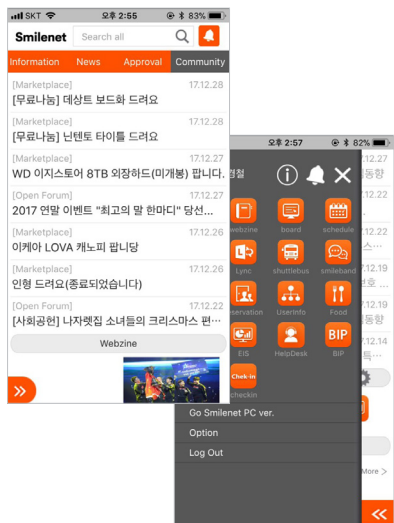 SKT 오후 2:55 83%
Smilenet Search all
Information News Approval Community
[Marketplace] 17.12.28
[무료나눔] 데상트 보드화 드려요
[Marketplace] 17.12.28
[무료나눔] 닌텐토 타이틀 드려요
[Marketplace] 17.12.27
WD 이지스토어 8TB 외장하드(미개봉) 팝니다.
[Open Forum] 17.12.27
2017 연말 이벤트 "최고의 말 한마디" 당선...
[Marketplace] 17.12.26
이케아 LOVA 캐노피 팝니당
[Marketplace] 17.12.26
인형 드려요(종료되었습니다)
[Open Forum] 17.12.22
[사회공헌] 나자렛집 소녀들의 크리스마스 편…
Webzine
오후 2:57 82%
webzine board schedule
Lync shuttlebus smileband
servation UserInfo Food
EIS HelpDesk BIP
BIP
Chek-in
checkin
Go Smilenet PC ver.
Option
Log Out
12.27
동향
12.22
12.19
12.19
동향
12.14
특…
More >